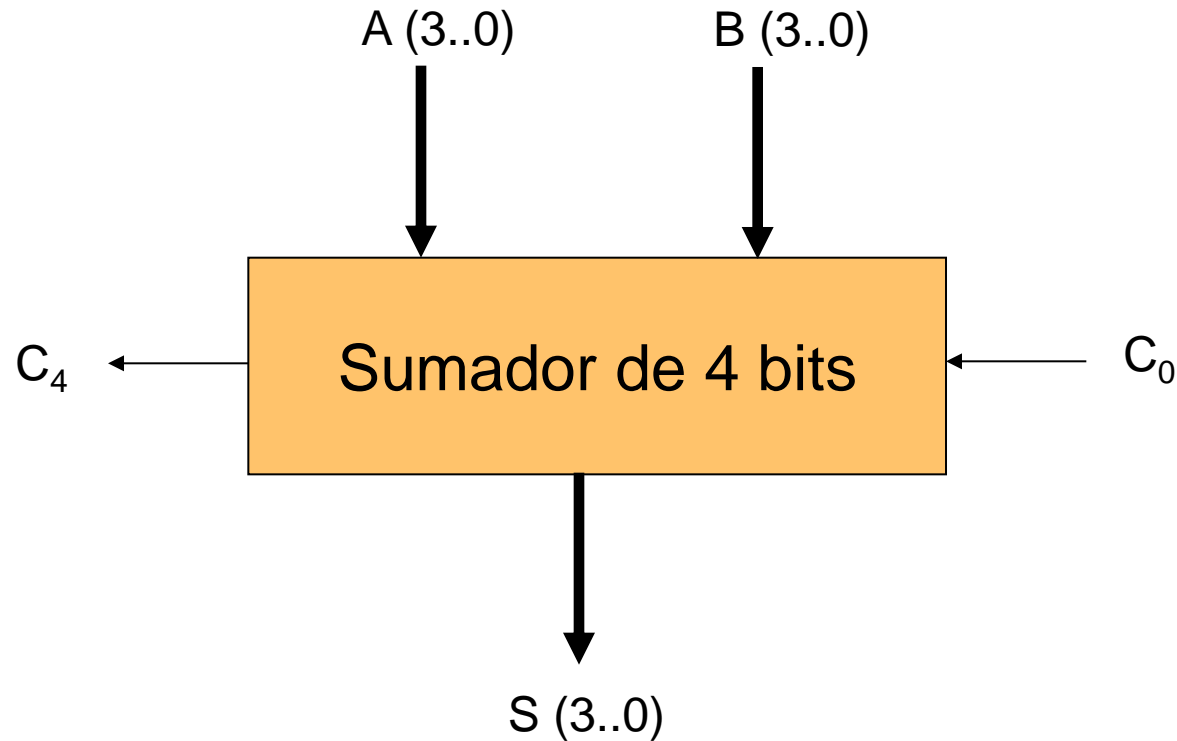 A (3..0)
B (3..0)
C₄
Sumador de 4 bits
C₀
S (3..0)